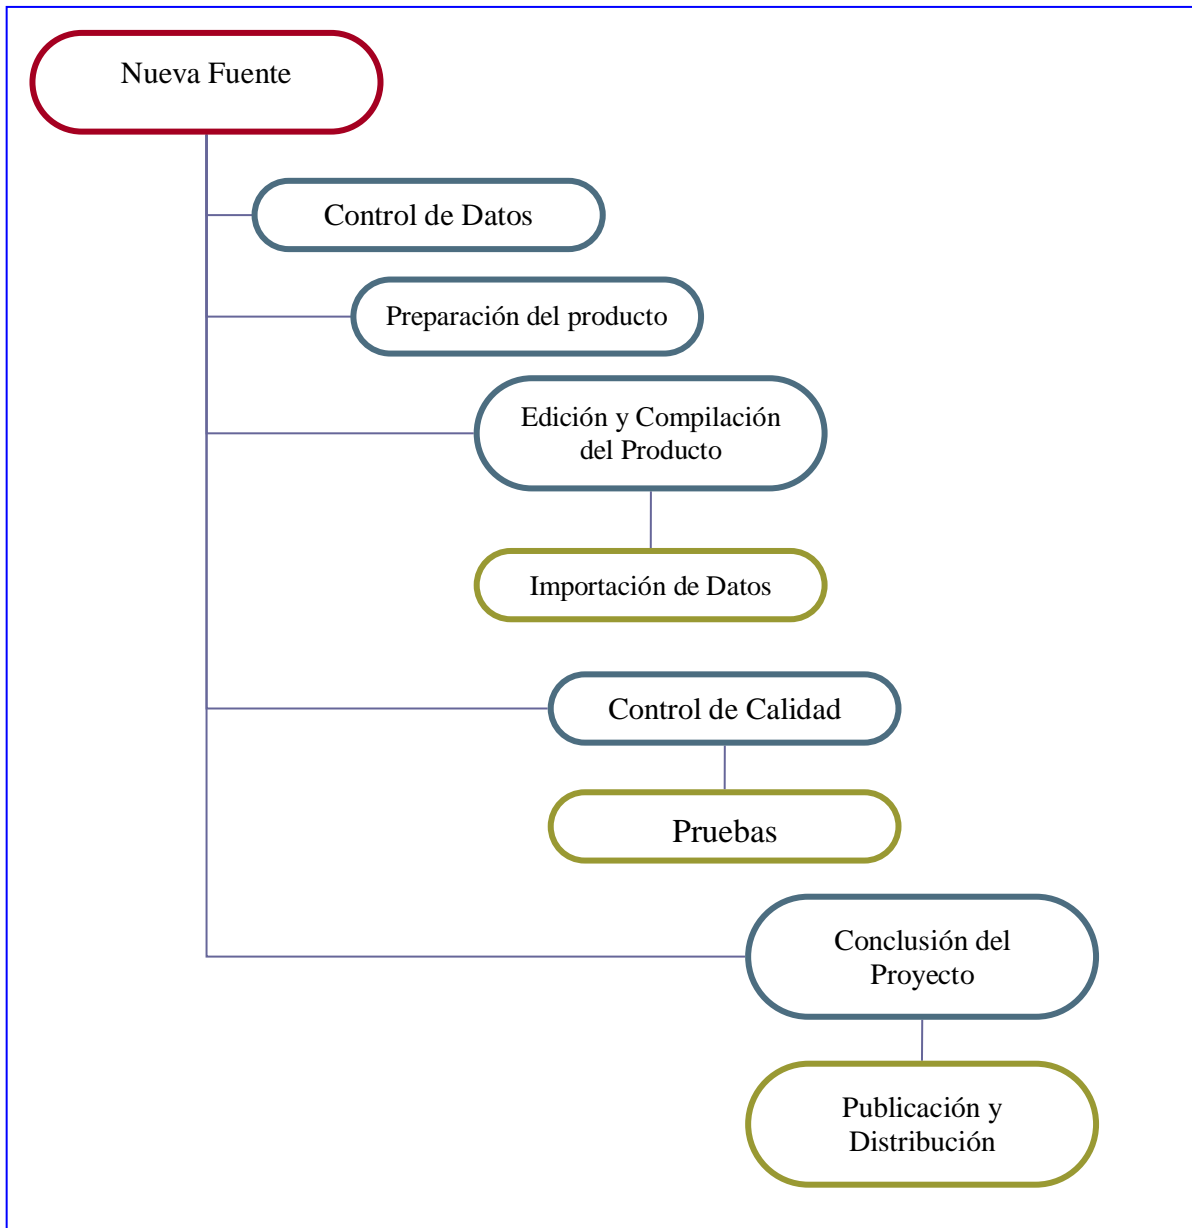 Nueva Fuente
Control de Datos
Preparación del producto
Edición y Compilación
del Producto
Importación de Datos
Control de Calidad
Pruebas
Conclusión del
Proyecto
Publicación y
Distribución